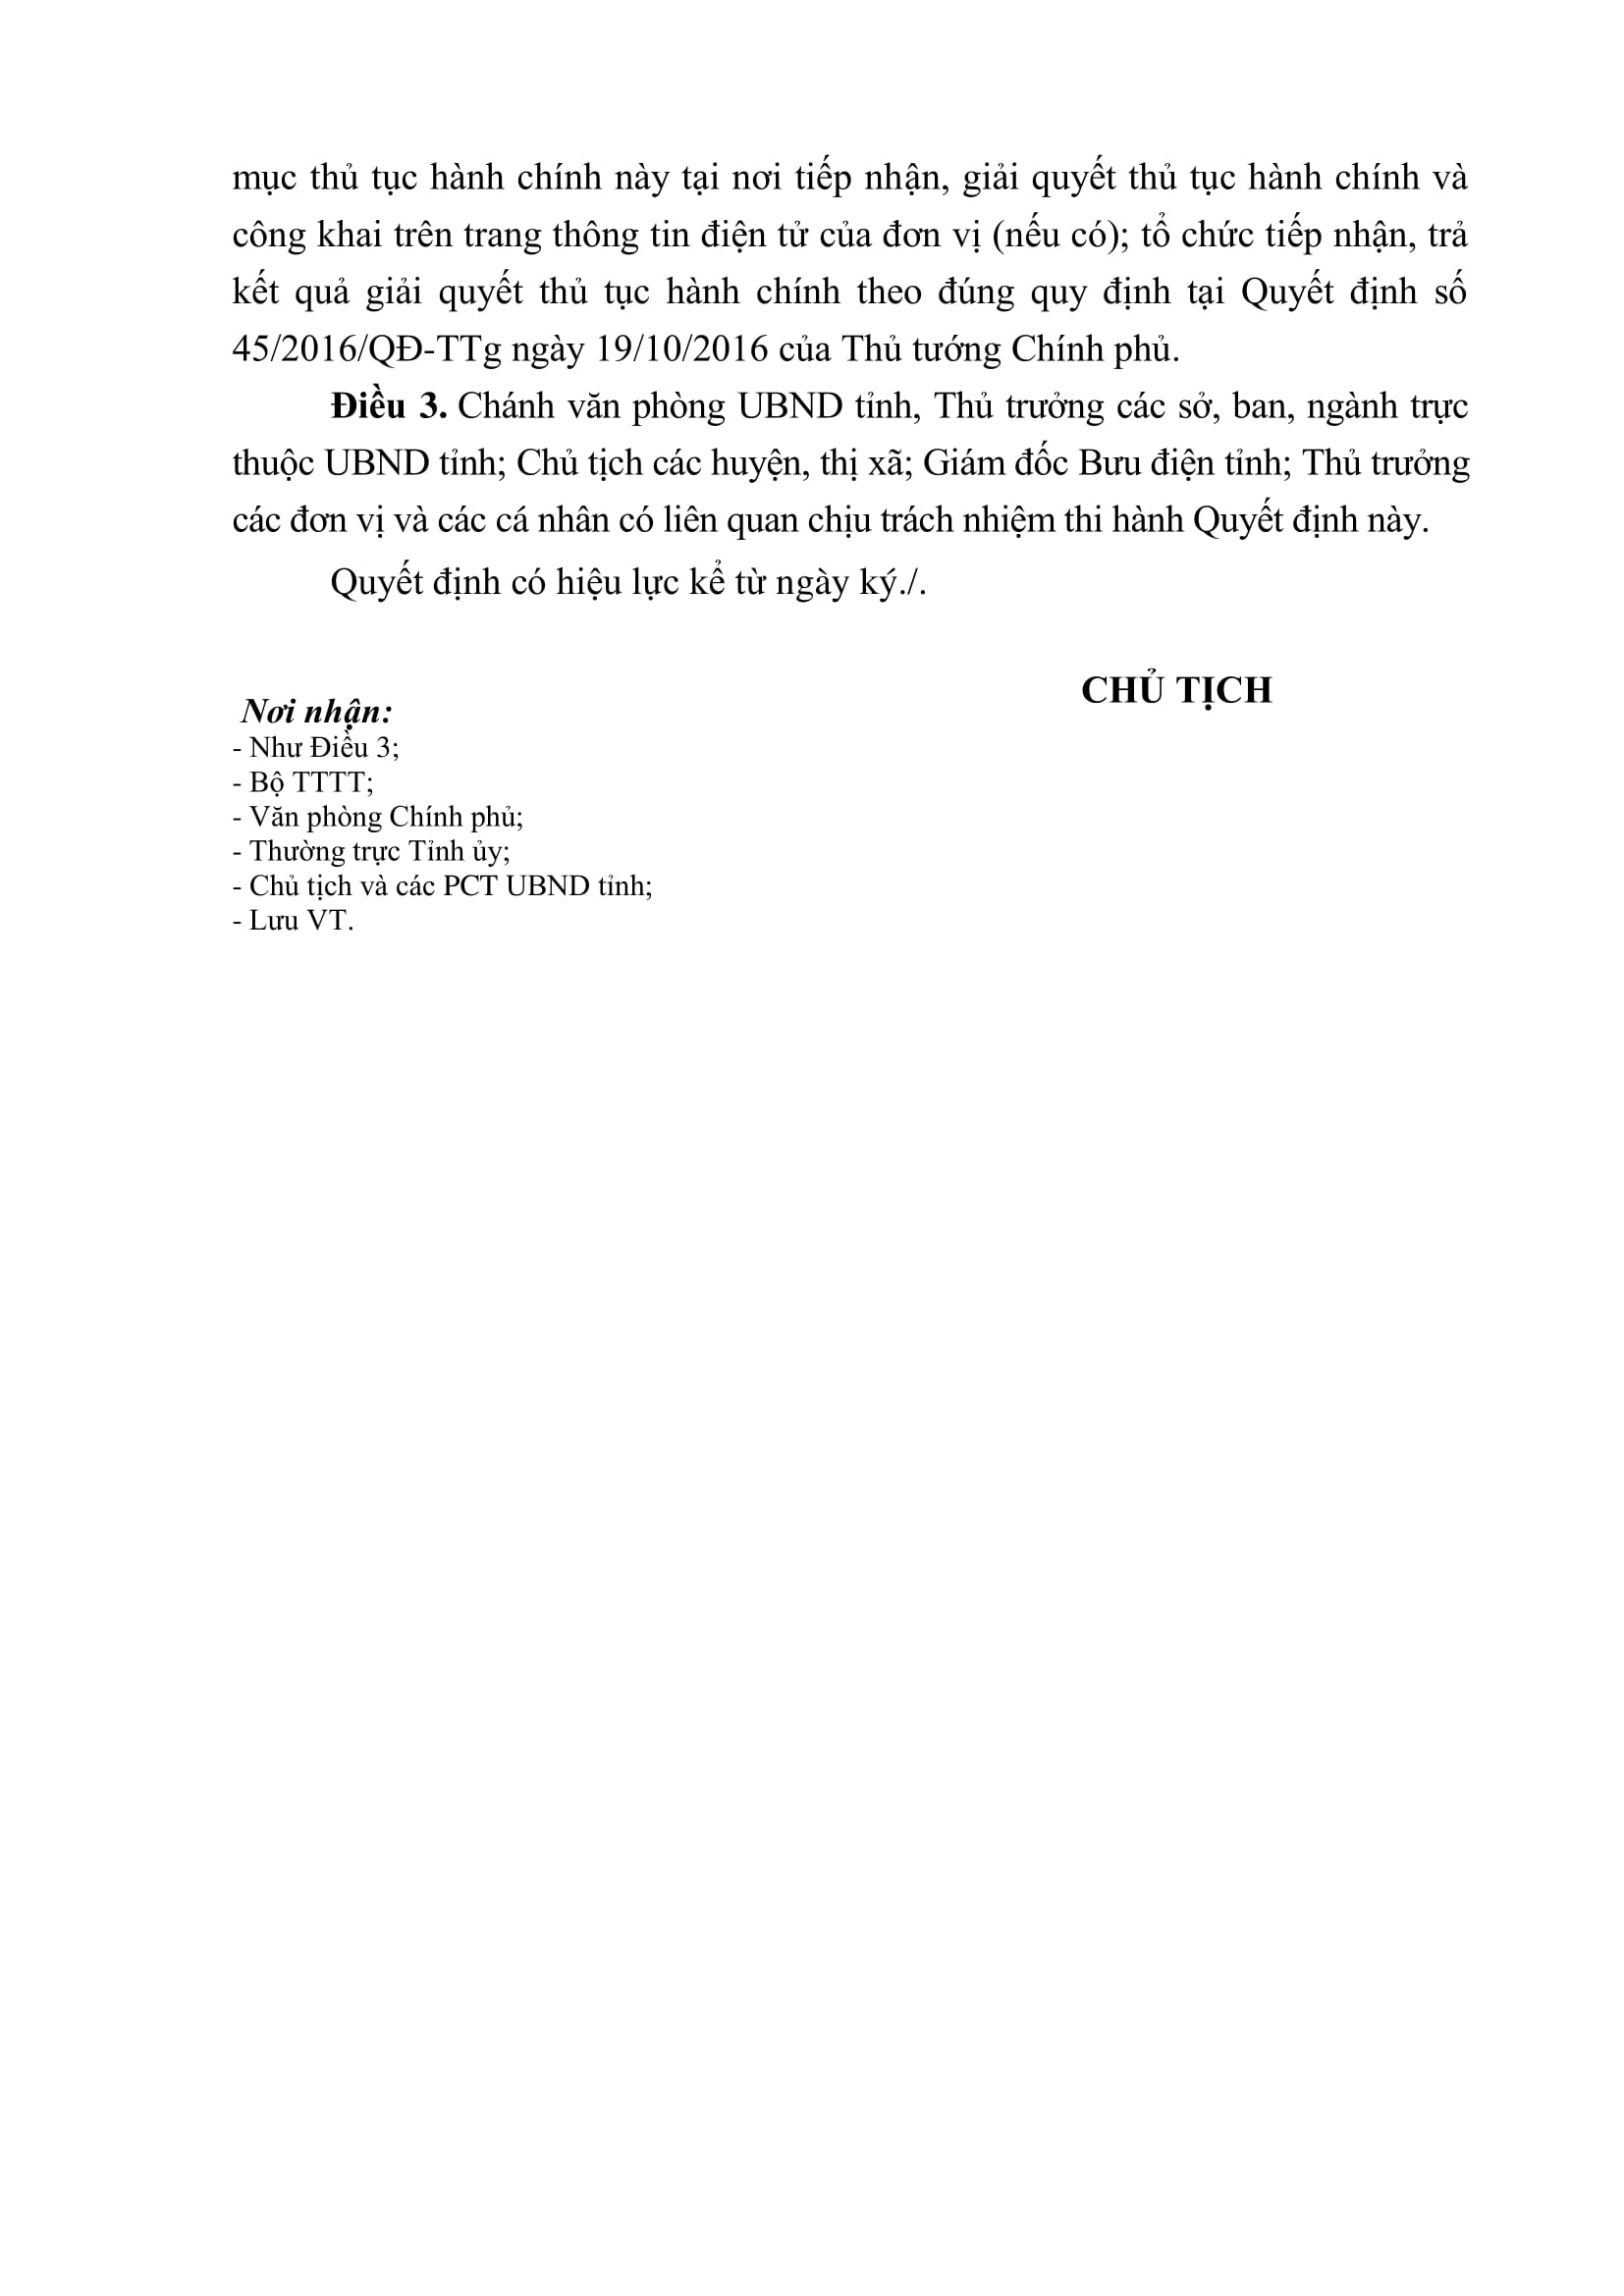 mục thủ tục hành chính này tại nơi tiếp nhận, giải quyết thủ tục hành chính và
công khai trên trang thông tin điện tử của đơn vị (nếu có); tổ chức tiếp nhận, trả
kết quả giải quyết thủ tục hành chính theo đúng quy định tại Quyết định số
45/2016/QĐ-TTg ngày 19/10/2016 của Thủ tướng Chính phủ.
Điều 3. Chánh văn phòng UBND tỉnh, Thủ trưởng các sở, ban, ngành trực
thuộc UBND tỉnh; Chủ tịch các huyện, thị xã; Giám đốc Bưu điện tỉnh; Thủ trưởng
các đơn vị và các cá nhân có liên quan chịu trách nhiệm thi hành Quyết định này.
Quyết định có hiệu lực kể từ ngày ký./.
CHỦ TỊCH
Nơi nhận:
- Như Điều 3;
- Bộ TTTT;
- Văn phòng Chính phủ;
- Thường trực Tỉnh ủy;
- Chủ tịch và các PCT UBND tỉnh;
- Lưu VT.